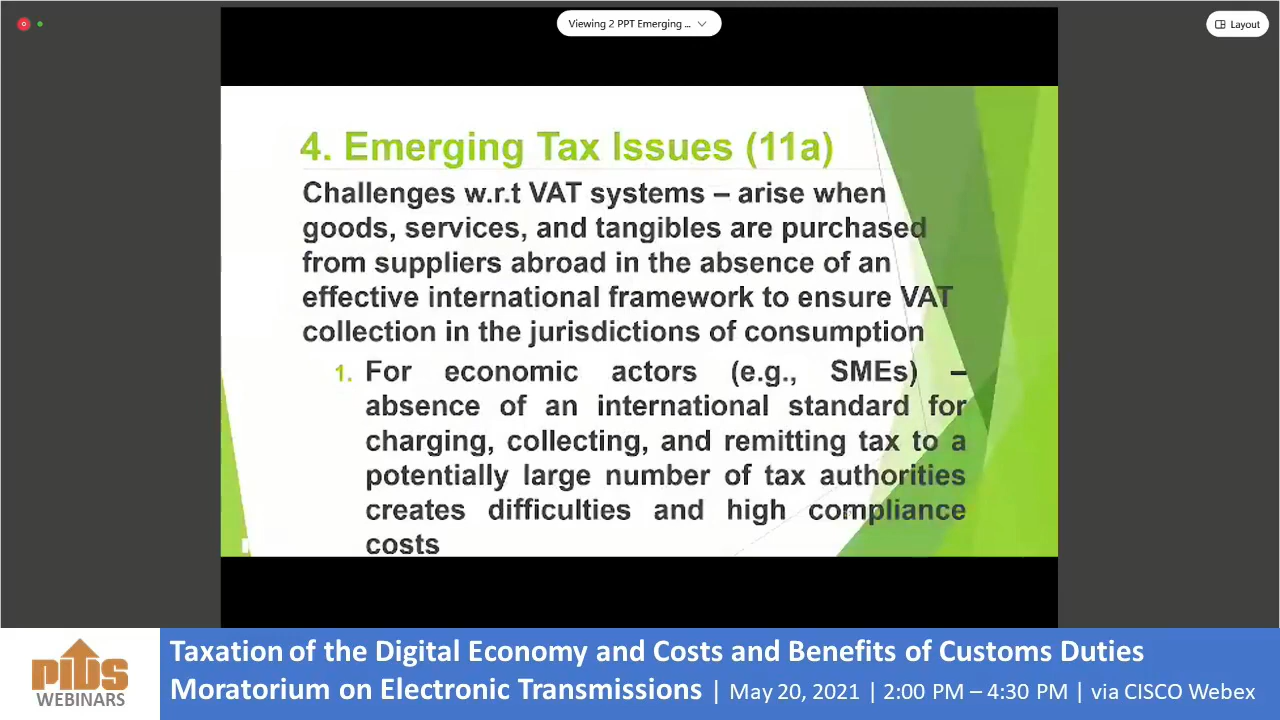 Viewing 2 PPT Emerging ...
Layout
4. Emerging Tax Issues (11a)
Challenges w.r.t VAT systems – arise when
goods, services, and tangibles are purchased
from suppliers abroad in the absence of an
effective international framework to ensure VAT
collection in the jurisdictions of consumption
1. For economic actors (e.g., SMEs) –
absence of an international standard for
charging, collecting, and remitting tax to a
potentially large number of tax authorities
creates difficulties and high compliance
costs
PIDS
WEBINARS
Taxation of the Digital Economy and Costs and Benefits of Customs Duties
Moratorium on Electronic Transmissions | May 20, 2021 | 2:00 PM – 4:30 PM | via CISCO Webex